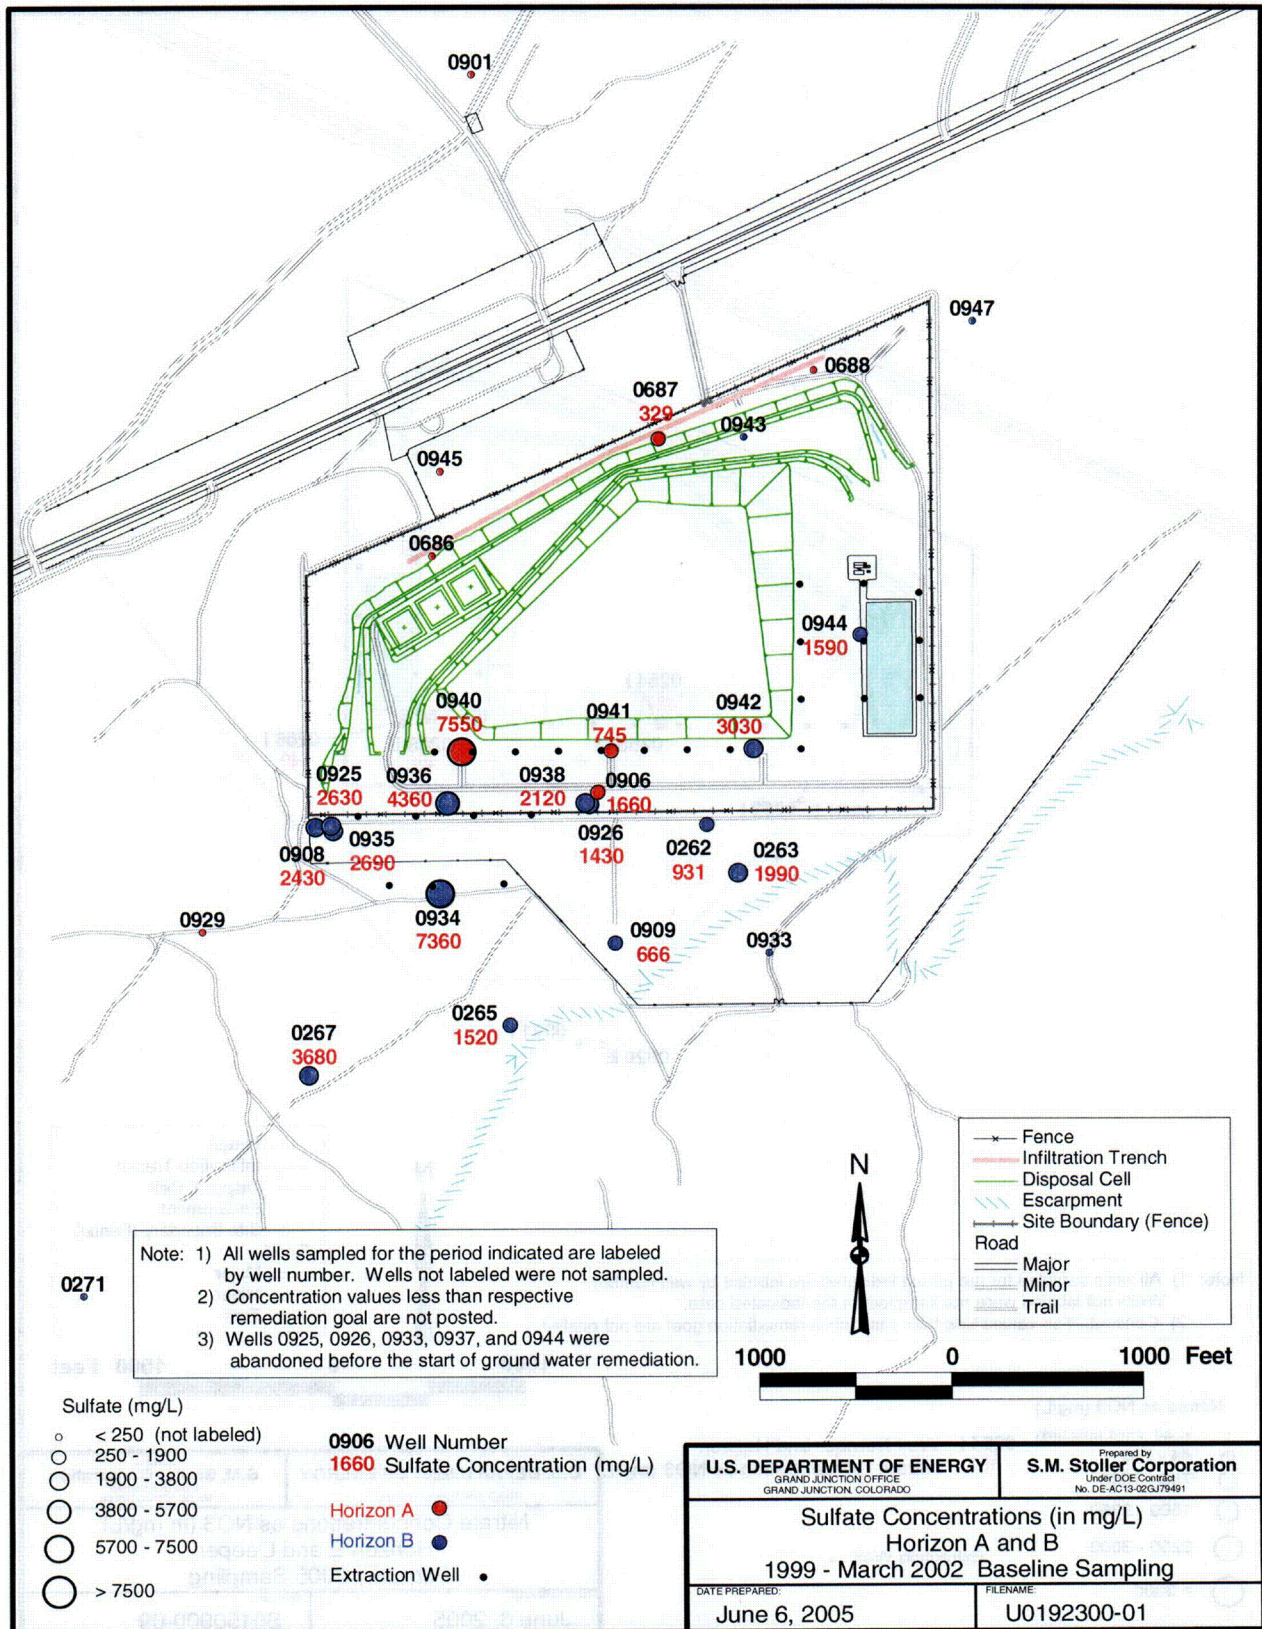 0901
0947
0688
0687
329
0943
0945
0686
0944
1590
0940
7550
0941
745
0942
3030
0925
2630
0936
4360
0938
2120
0906
1660
0935
2690
0908
2430
0926
1430
0262
931
0263
1990
0929
0934
7360
0909
666
0933
0265
1520
0267
3680
0271
Fence
Infiltration Trench
Disposal Cell
Escarpment
Site Boundary (Fence)
Road
Major
Minor
Trail
N
Note: 1) All wells sampled for the period indicated are labeled
by well number. Wells not labeled were not sampled.
2) Concentration values less than respective
remediation goal are not posted.
3) Wells 0925, 0926, 0933, 0937, and 0944 were
abandoned before the start of ground water remediation.
1000 0 1000 Feet
Sulfate (mg/L)
< 250 (not labeled)
250 - 1900
1900 - 3800
3800 - 5700
5700 - 7500
> 7500
0906 Well Number
1660 Sulfate Concentration (mg/L)
Horizon A
Horizon B
Extraction Well
U.S. DEPARTMENT OF ENERGY
GRAND JUNCTION OFFICE
GRAND JUNCTION, COLORADO
Prepared by
S.M. Stoller Corporation
Under DOE Contract
No. DE-AC13-02GJ79491
Sulfate Concentrations (in mg/L)
Horizon A and B
1999 - March 2002 Baseline Sampling
DATE PREPARED:
June 6, 2005
FILENAME:
U0192300-01